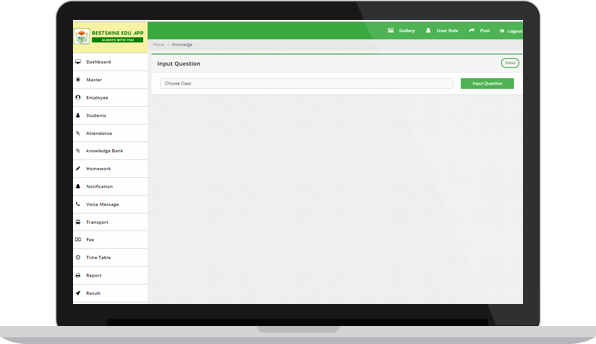 BESTSHINE EDU .APP
ALWAYS WITH YOU
Gallery
User Role
Post
Logout
Home > Knowledge
Dashboard
Master
Employee
Students
Attendance
knowledge Bank
Homework
Notification
Voice Message
Transport
Fee
Time Table
Report
Result
Input Question
View
Choose Class
Input Question